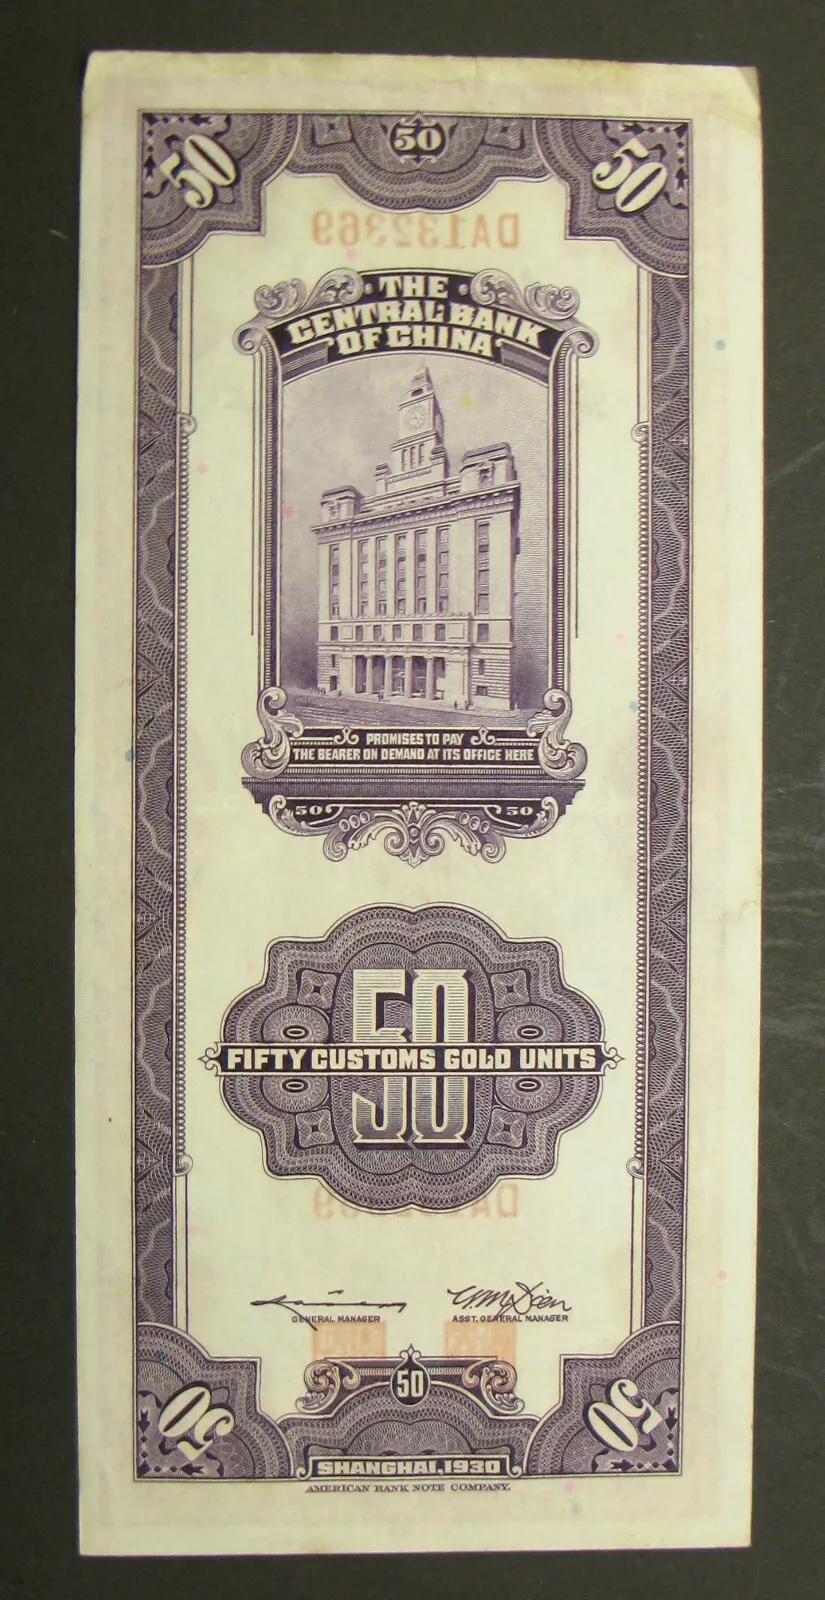 50
50 50
DA132369
THE
CENTRAL BANK
OF CHINA
PROMISES TO PAY
THE BEARER ON DEMAND AT ITS OFFICE HERE
50 50
50
FIFTY CUSTOMS GOLD UNITS
GENERAL MANAGER ASST. GENERAL MANAGER
50
50 50
SHANGHAI, 1930
AMERICAN BANK NOTE COMPANY.